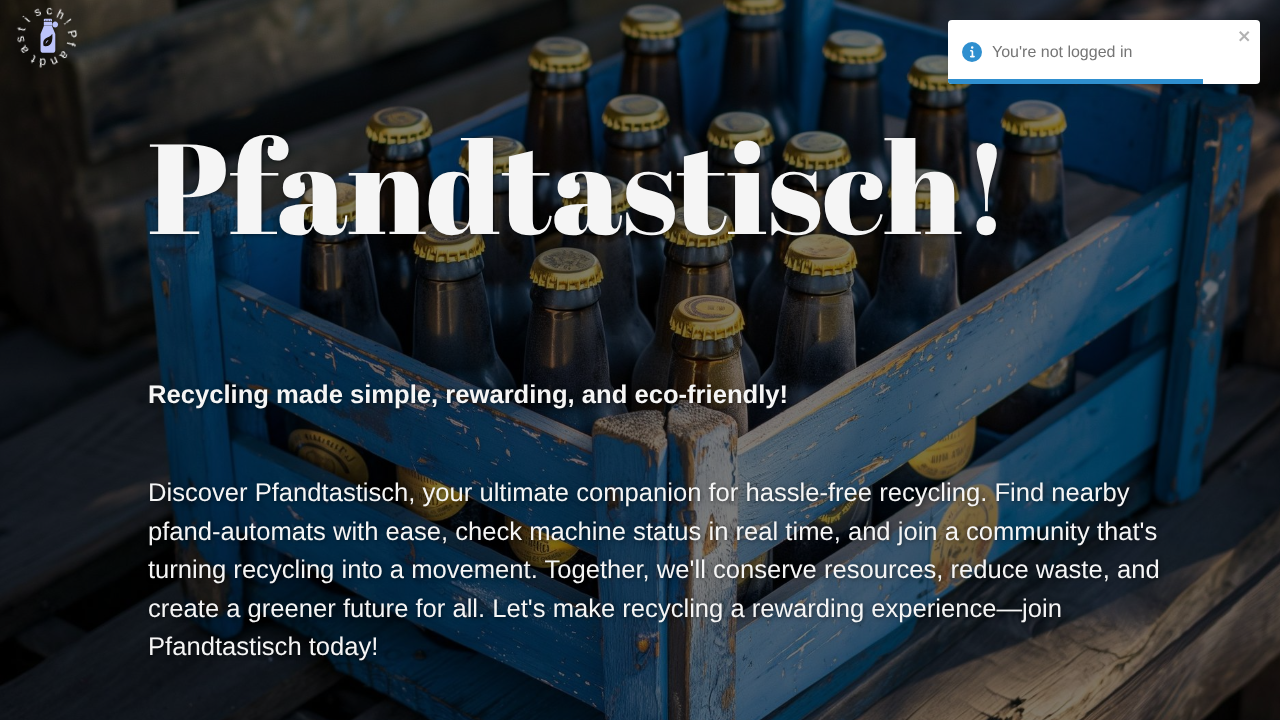 Pfandtastisch!
You're not logged in
Pfandtastisch!
Recycling made simple, rewarding, and eco-friendly!
Discover Pfandtastisch, your ultimate companion for hassle-free recycling. Find nearby
pfand-automats with ease, check machine status in real time, and join a community that's
turning recycling into a movement. Together, we'll conserve resources, reduce waste, and
create a greener future for all. Let's make recycling a rewarding experience—join
Pfandtastisch today!